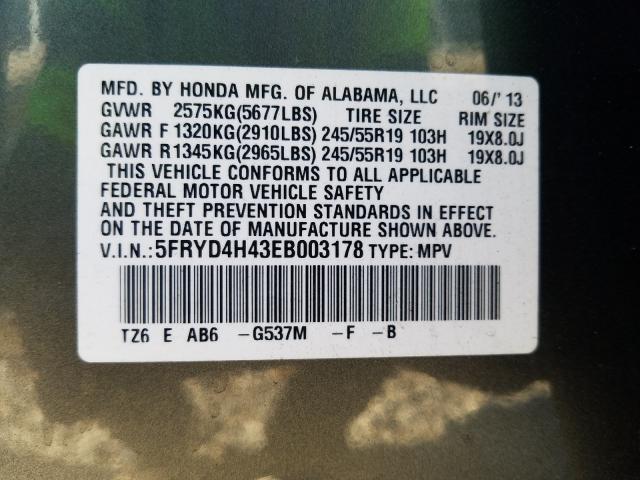 MFD. BY HONDA MFG. OF ALABAMA, LLC 06/'13
GVWR 2575KG(5677LBS) TIRE SIZE RIM SIZE
GAWR F 1320KG(2910LBS) 245/55R19 103H 19X8.0J
GAWR R 1345KG(2965LBS) 245/55R19 103H 19X8.0J
THIS VEHICLE CONFORMS TO ALL APPLICABLE
FEDERAL MOTOR VEHICLE SAFETY
AND THEFT PREVENTION STANDARDS IN EFFECT
ON THE DATE OF MANUFACTURE SHOWN ABOVE.
V.I.N.:5FRYD4H43EB003178 TYPE: MPV
TZ6 E AB6 -G537M -F -B